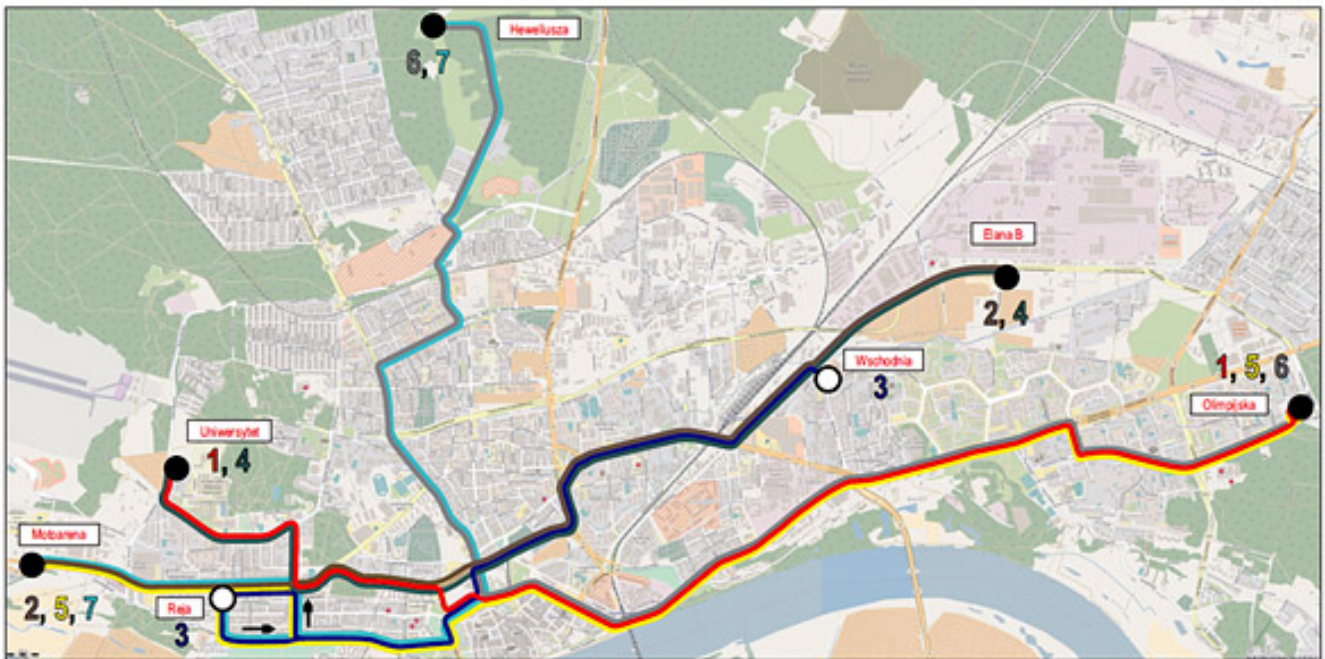 Heweliusza
6, 7
Elana B
2, 4
Wschodnia
3
1, 5, 6
Olimpijska
Uniwersytet
1, 4
Motoarena
2, 5, 7
Reja
3